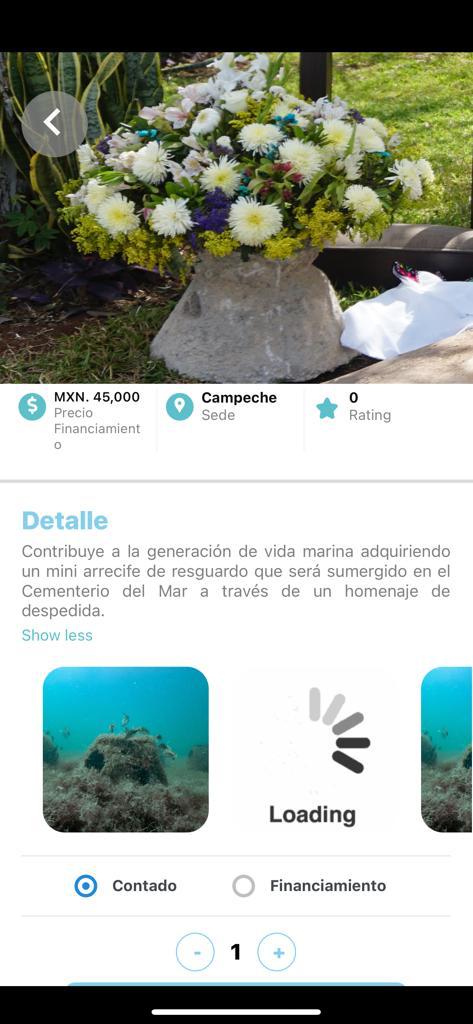 MXN. 45,000
Precio
Financiamient
o
Campeche
Sede
0
Rating
Detalle
Contribuye a la generación de vida marina adquiriendo
un mini arrecife de resguardo que será sumergido en el
Cementerio del Mar a través de un homenaje de
despedida.
Show less
Loading
Contado
Financiamiento
- 1 +